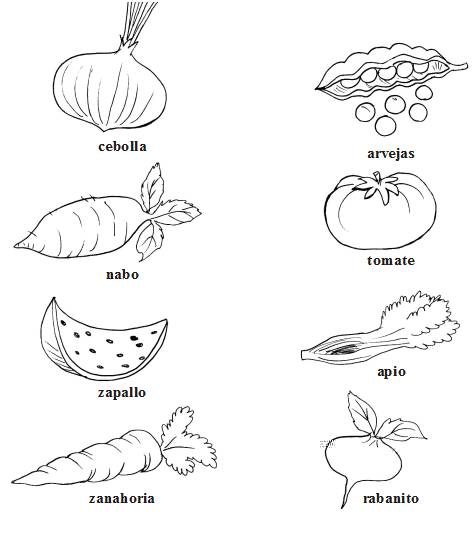 cebolla
arvejas
nabo
tomate
zapallo
apio
zanahoria
rabanito